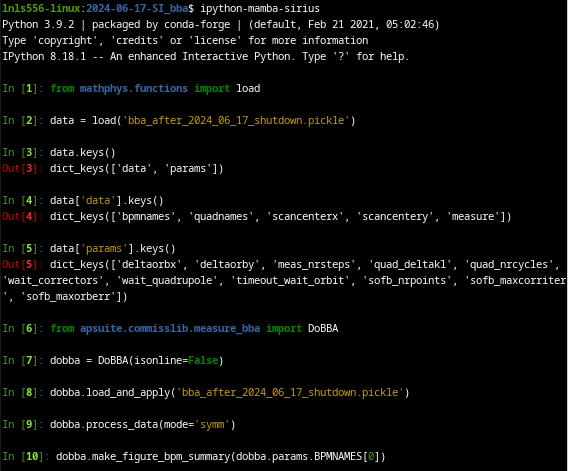 lnls556-linux:2024-06-17-SI_bba$ ipython-mamba-sirius
Python 3.9.2 | packaged by conda-forge | (default, Feb 21 2021, 05:02:46)
Type 'copyright', 'credits' or 'license' for more information
IPython 8.18.1 -- An enhanced Interactive Python. Type '?' for help.
In [1]: from mathphys.functions import load
In [2]: data = load('bba_after_2024_06_17_shutdown.pickle')
In [3]: data.keys()
Out[3]: dict_keys(['data', 'params'])
In [4]: data['data'].keys()
Out[4]: dict_keys(['bpmnames', 'quadnames', 'scancenterx', 'scancentery', 'measure'])
In [5]: data['params'].keys()
Out[5]: dict_keys(['deltaorbx', 'deltaorby', 'meas_nrsteps', 'quad_deltakl', 'quad_nrcycles',
'wait_correctors', 'wait_quadrupole', 'timeout_wait_orbit', 'sofb_nrpoints', 'sofb_maxcorriter
', 'sofb_maxorberr'])
In [6]: from apsuite.commisslib.measure_bba import DoBBA
In [7]: dobba = DoBBA(isonline=False)
In [8]: dobba.load_and_apply('bba_after_2024_06_17_shutdown.pickle')
In [9]: dobba.process_data(mode='symm')
In [10]: dobba.make_figure_bpm_summary(dobba.params.BPMNAMES[0])